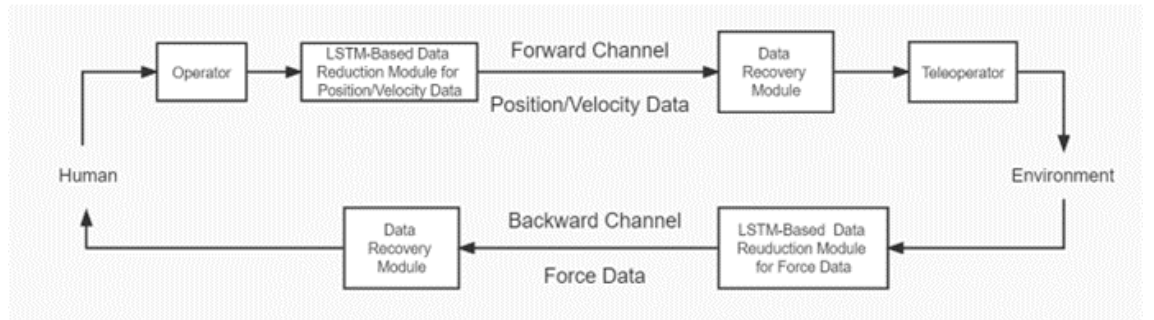 Operator
LSTM-Based Data
Reduction Module for
Position/Velocity Data
Forward Channel
Position/Velocity Data
Data
Recovery
Module
Teleoperator
Human
Environment
Data
Recovery
Module
Backward Channel
Force Data
LSTM-Based Data
Reuduction Module
for Force Data